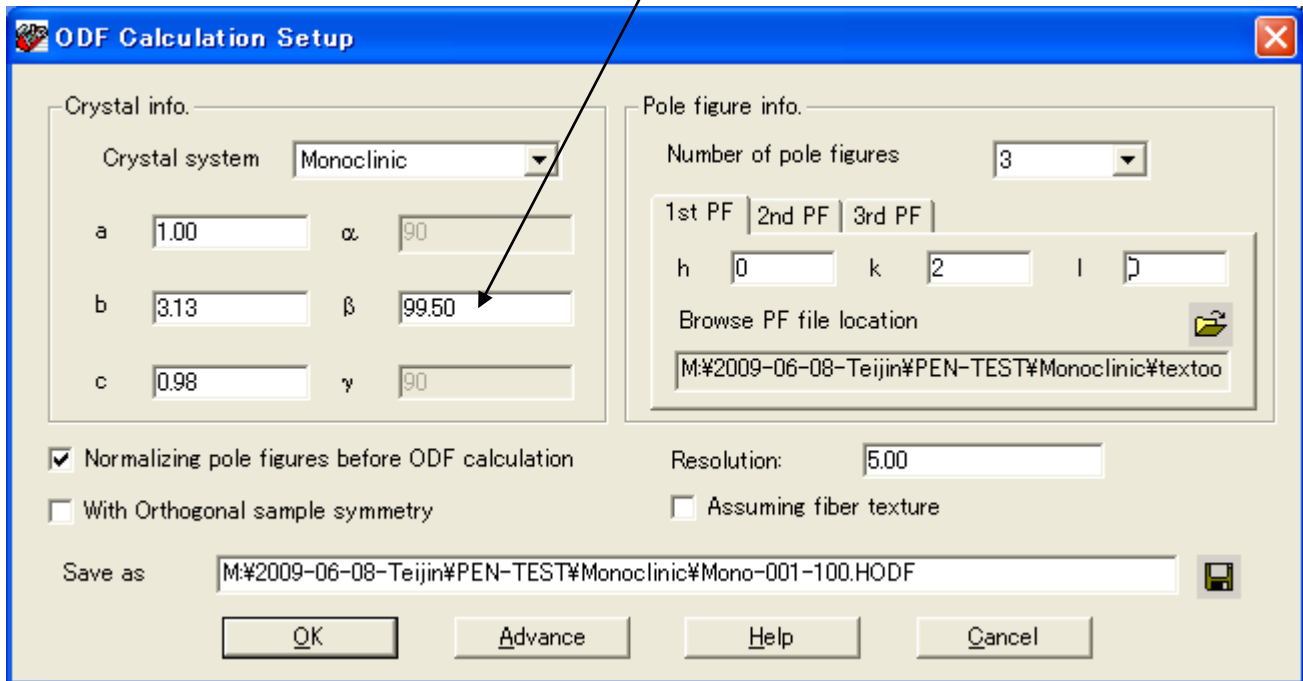 ODF Calculation Setup
Crystal info.
Crystal system Monoclinic
a 1.00 α 90
b 3.13 β 99.50
c 0.98 γ 90
Pole figure info.
Number of pole figures 3
1st PF 2nd PF 3rd PF
h 0 k 2 l
Browse PF file location
M:¥2009-06-08-Teijin¥PEN-TEST¥Monoclinic¥textoo
Normalizing pole figures before ODF calculation
Resolution: 5.00
With Orthogonal sample symmetry
Assuming fiber texture
Save as M:¥2009-06-08-Teijin¥PEN-TEST¥Monoclinic¥Mono-001-100.HODF
OK Advance Help Cancel